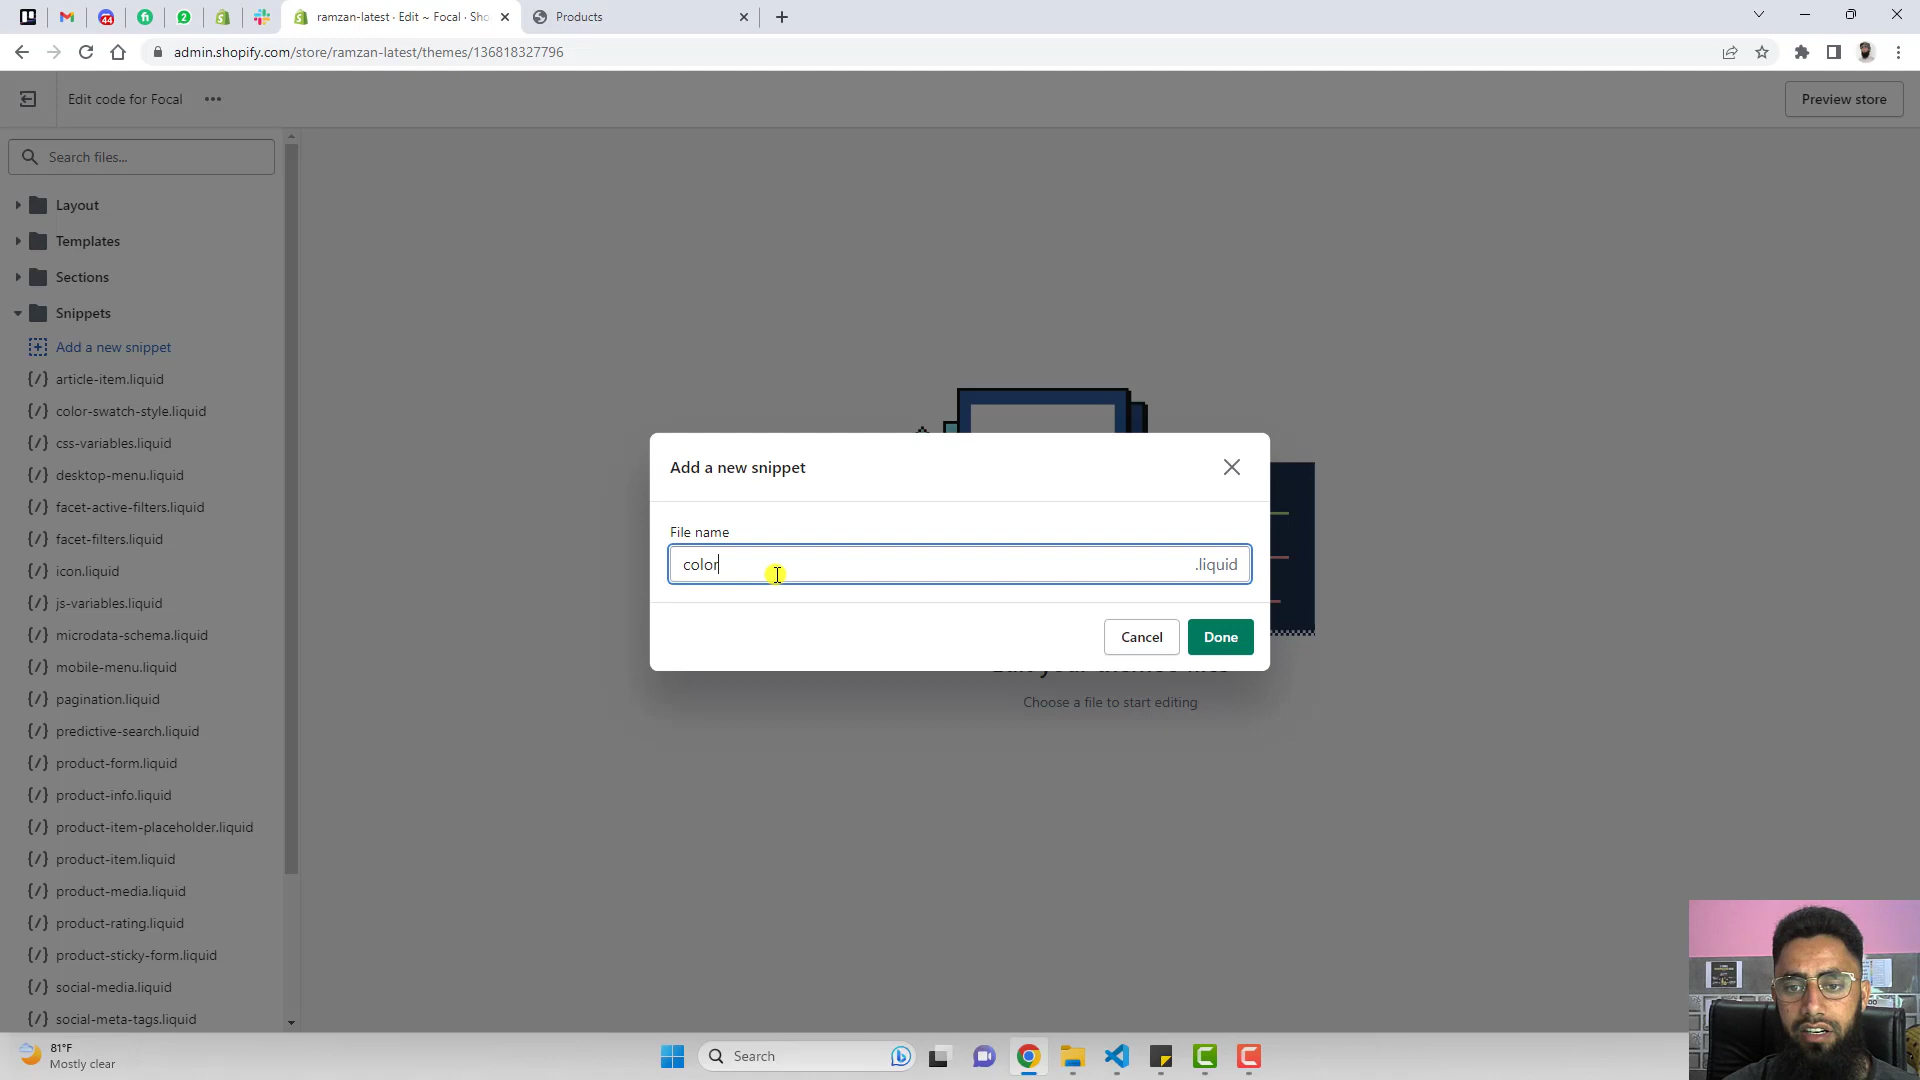 44
2
ramzan-latest · Edit ~ Focal · Sho
Products
admin.shopify.com/store/ramzan-latest/themes/136818327796
Edit code for Focal
Preview store
Search files...
Layout
Templates
Sections
Snippets
Add a new snippet
{/} article-item.liquid
{/} color-swatch-style.liquid
{/} css-variables.liquid
{/} desktop-menu.liquid
{/} facet-active-filters.liquid
{/} facet-filters.liquid
{/} icon.liquid
{/} js-variables.liquid
{/} microdata-schema.liquid
{/} mobile-menu.liquid
{/} pagination.liquid
{/} predictive-search.liquid
{/} product-form.liquid
{/} product-info.liquid
{/} product-item-placeholder.liquid
{/} product-item.liquid
{/} product-media.liquid
{/} product-rating.liquid
{/} product-sticky-form.liquid
{/} social-media.liquid
{/} social-meta-tags.liquid
Add a new snippet
File name
color .liquid
Cancel
Done
Choose a file to start editing
81°F
Mostly clear
Search